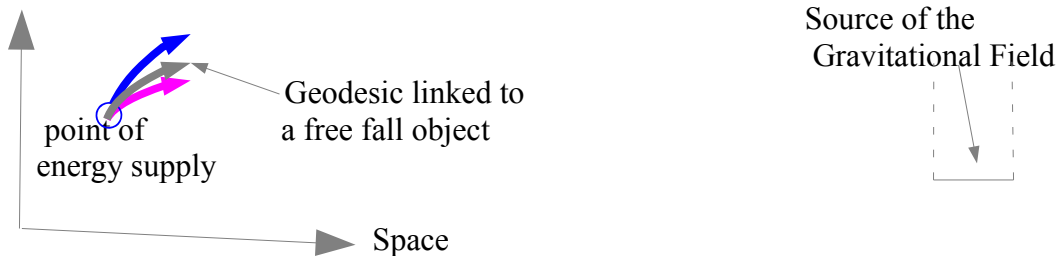 Source of the
Gravitational Field
Geodesic linked to
a free fall object
point of
energy supply
Space